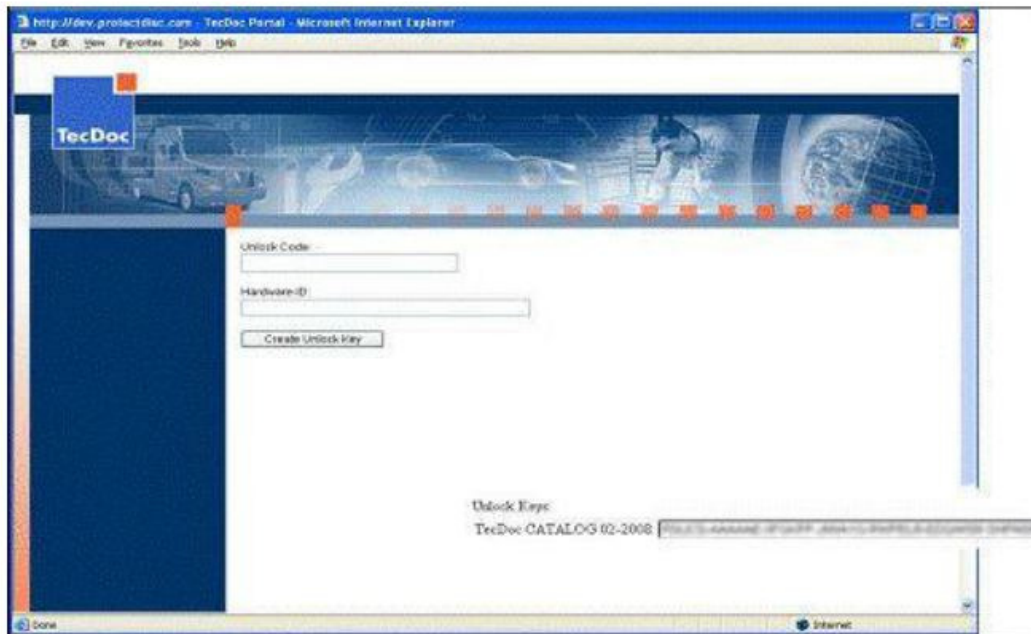 http://dev.protectdisc.com - TecDoc Portal - Microsoft Internet Explorer
File Edit View Favorites Tools Help
TecDoc
Unlock Code:
Hardware-ID:
Create Unlock Key
Unlock Keys:
TecDoc CATALOG 02-2008
Done Internet